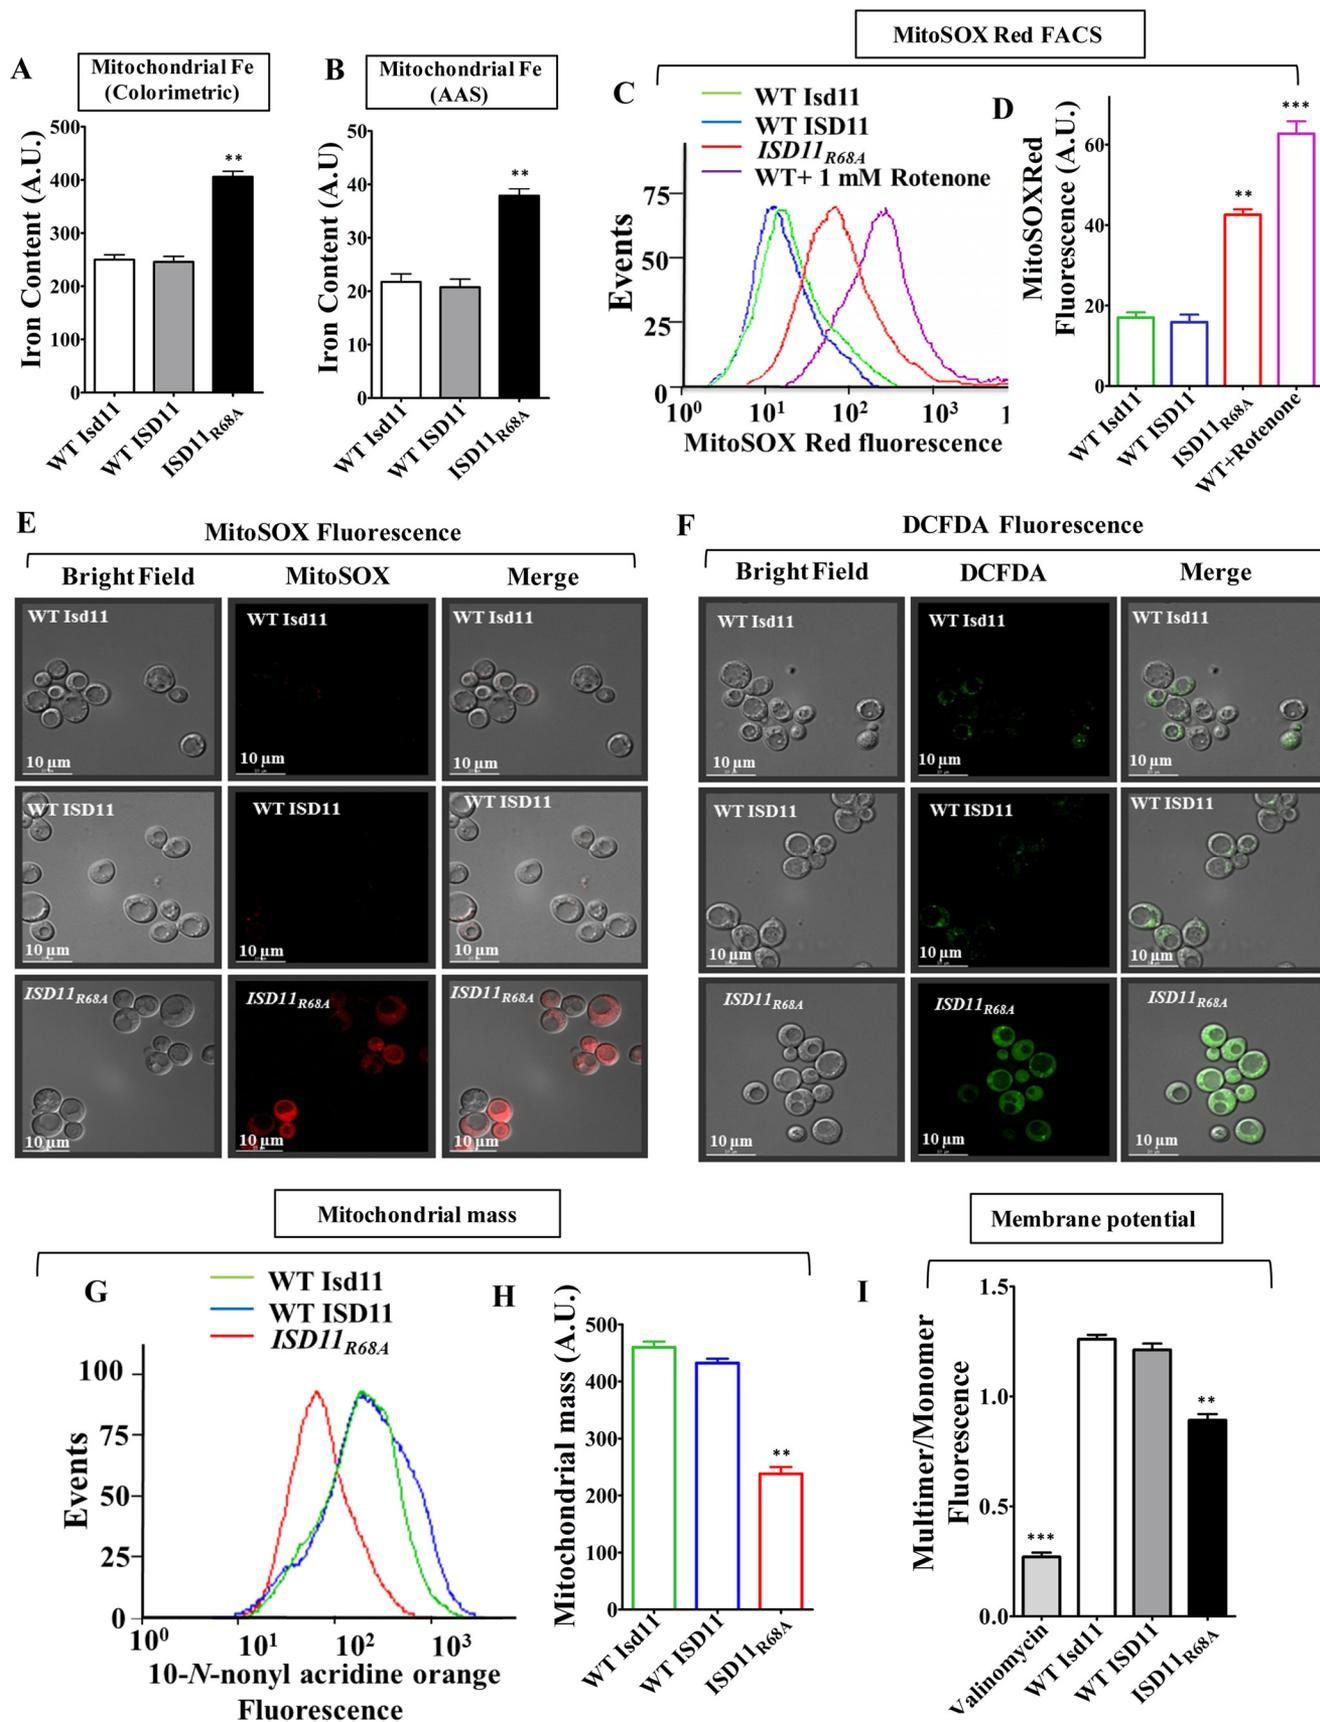 A
Mitochondrial Fe
(Colorimetric)
Iron Content (A.U.)
500
400
300
200
100
0
**
WT Isd11
WT ISD11
ISD11R68A
B
Mitochondrial Fe
(AAS)
Iron Content (A.U)
50
40
30
20
10
0
**
WT Isd11
WT ISD11
ISD11R68A
MitoSOX Red FACS
C
WT Isd11
WT ISD11
ISD11R68A
WT+ 1 mM Rotenone
Events
75
50
25
0
10^0
10^1
10^2
10^3
1
MitoSOX Red fluorescence
D
MitoSOXRed
Fluorescence (A.U.)
60
40
20
0
**
***
WT Isd11
WT ISD11
ISD11R68A
WT+Rotenone
E
MitoSOX Fluorescence
Bright Field MitoSOX Merge
WT Isd11 WT Isd11 WT Isd11
10 µm 10 µm 10 µm
WT ISD11 WT ISD11 WT ISD11
10 µm 10 µm 10 µm
ISD11R68A ISD11R68A ISD11R68A
10 µm 10 µm 10 µm
F
DCFDA Fluorescence
Bright Field DCFDA Merge
WT Isd11 WT Isd11 WT Isd11
10 µm 10 µm 10 µm
WT ISD11 WT ISD11 WT ISD11
10 µm 10 µm 10 µm
ISD11R68A ISD11R68A ISD11R68A
10 µm 10 µm 10 µm
Mitochondrial mass
G
WT Isd11
WT ISD11
ISD11R68A
Events
100
75
50
25
0
10^0
10^1
10^2
10^3
10-N-nonyl acridine orange
Fluorescence
H
Mitochondrial mass (A.U.)
500
400
300
200
100
0
**
WT Isd11
WT ISD11
ISD11R68A
Membrane potential
I
Multimer/Monomer
Fluorescence
1.5
1.0
0.5
0.0
***
**
Valinomycin
WT Isd11
WT ISD11
ISD11R68A